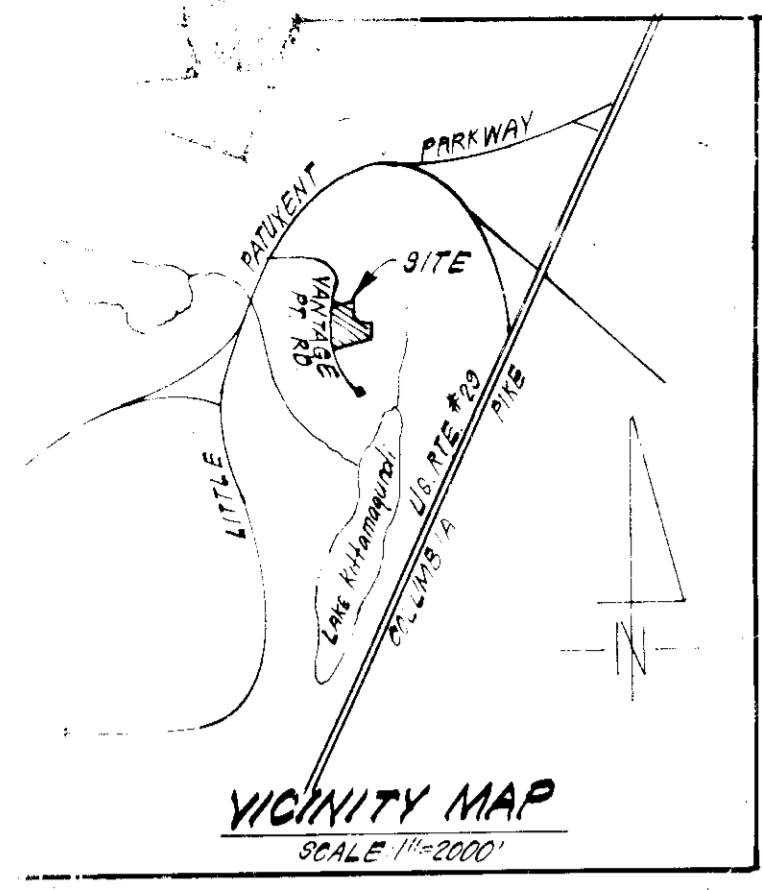 PARKWAY
PATUXENT
SITE
VANTAGE
PT. RD.
U.S. RTE. #29
PIKE
COLUMBIA
LITTLE
LAKE Kittamaqundi
N
VICINITY MAP
SCALE: 1"=2000'